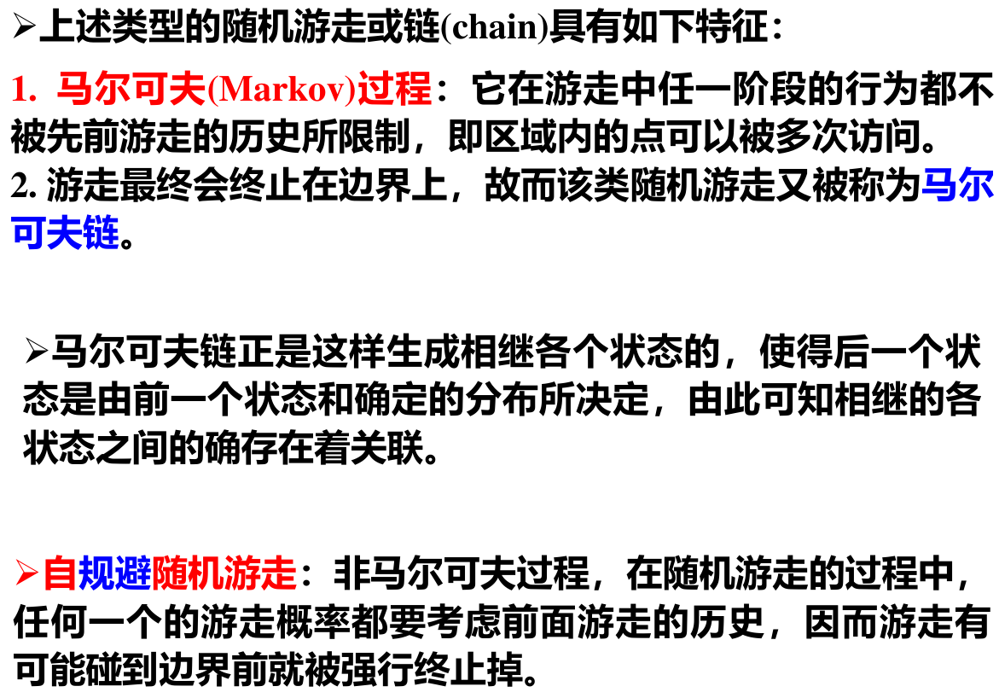 ➢上述类型的随机游走或链(chain)具有如下特征：
1. 马尔可夫(Markov)过程：它在游走中任一阶段的行为都不
被先前游走的历史所限制，即区域内的点可以被多次访问。
2. 游走最终会终止在边界上，故而该类随机游走又被称为马尔
可夫链。
➢马尔可夫链正是这样生成相继各个状态的，使得后一个状
态是由前一个状态和确定的分布所决定，由此可知相继的各
状态之间的确存在着关联。
➢自规避随机游走：非马尔可夫过程，在随机游走的过程中，
任何一个的游走概率都要考虑前面游走的历史，因而游走有
可能碰到边界前就被强行终止掉。